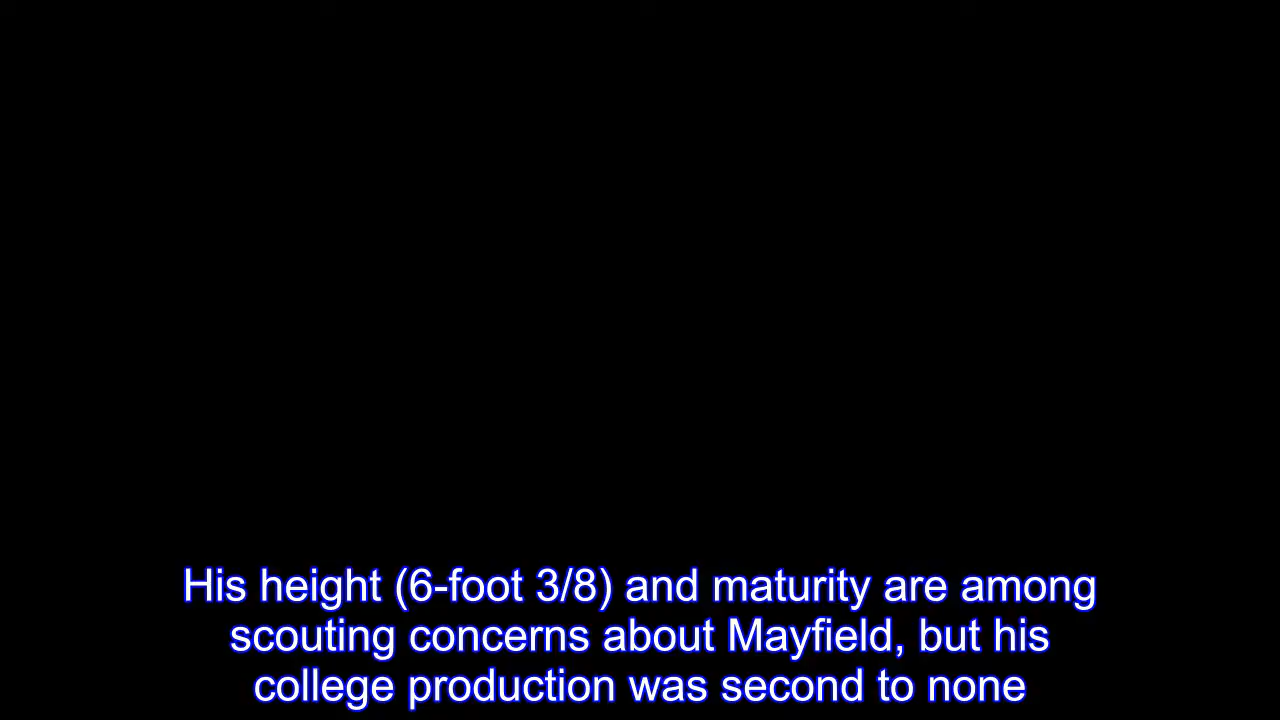 His height (6-foot 3/8) and maturity are among
scouting concerns about Mayfield, but his
college production was second to none